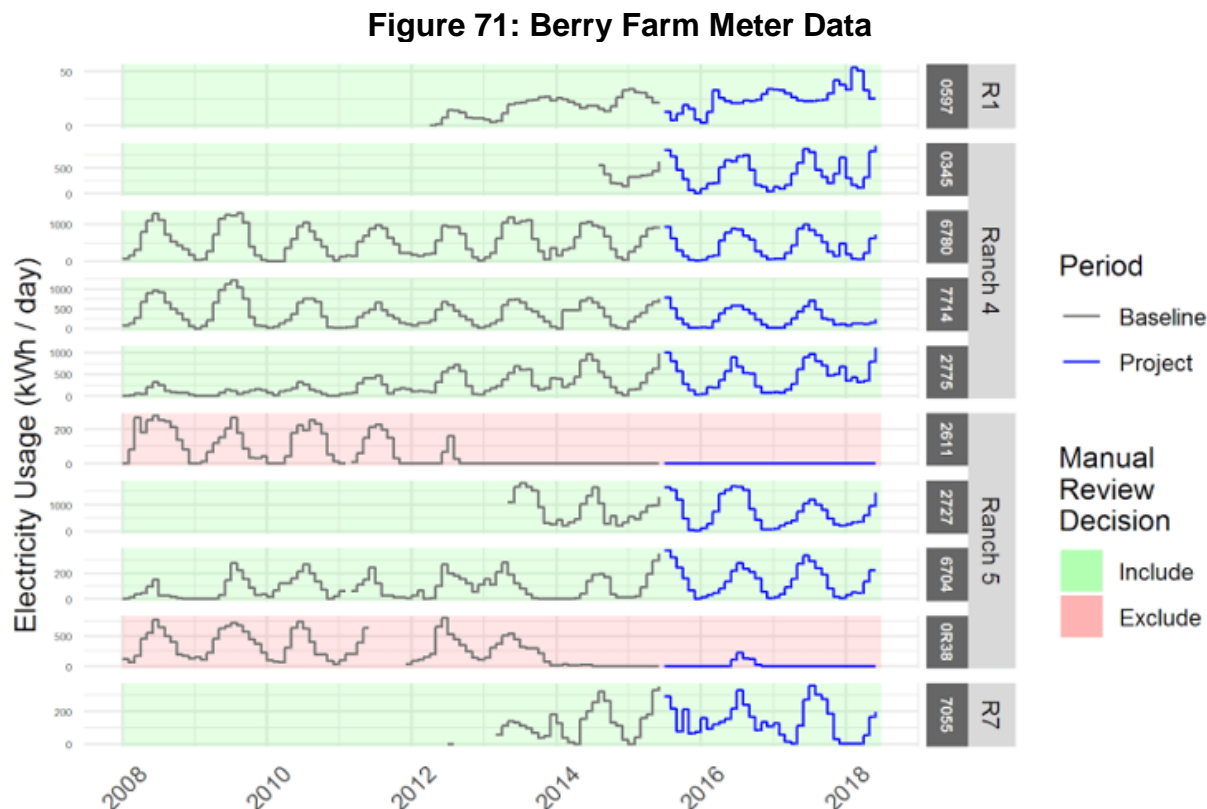 Figure 71: Berry Farm Meter Data
Electricity Usage (kWh / day)
50
0
0597
R1
500
0
0345
1000
500
0
6780
1000
500
0
7714
1000
500
0
2775
Ranch 4
200
0
2611
1000
0
2727
200
0
6704
500
0
0R38
Ranch 5
200
0
7055
R7
2008
2010
2012
2014
2016
2018
Period
Baseline
Project
Manual
Review
Decision
Include
Exclude